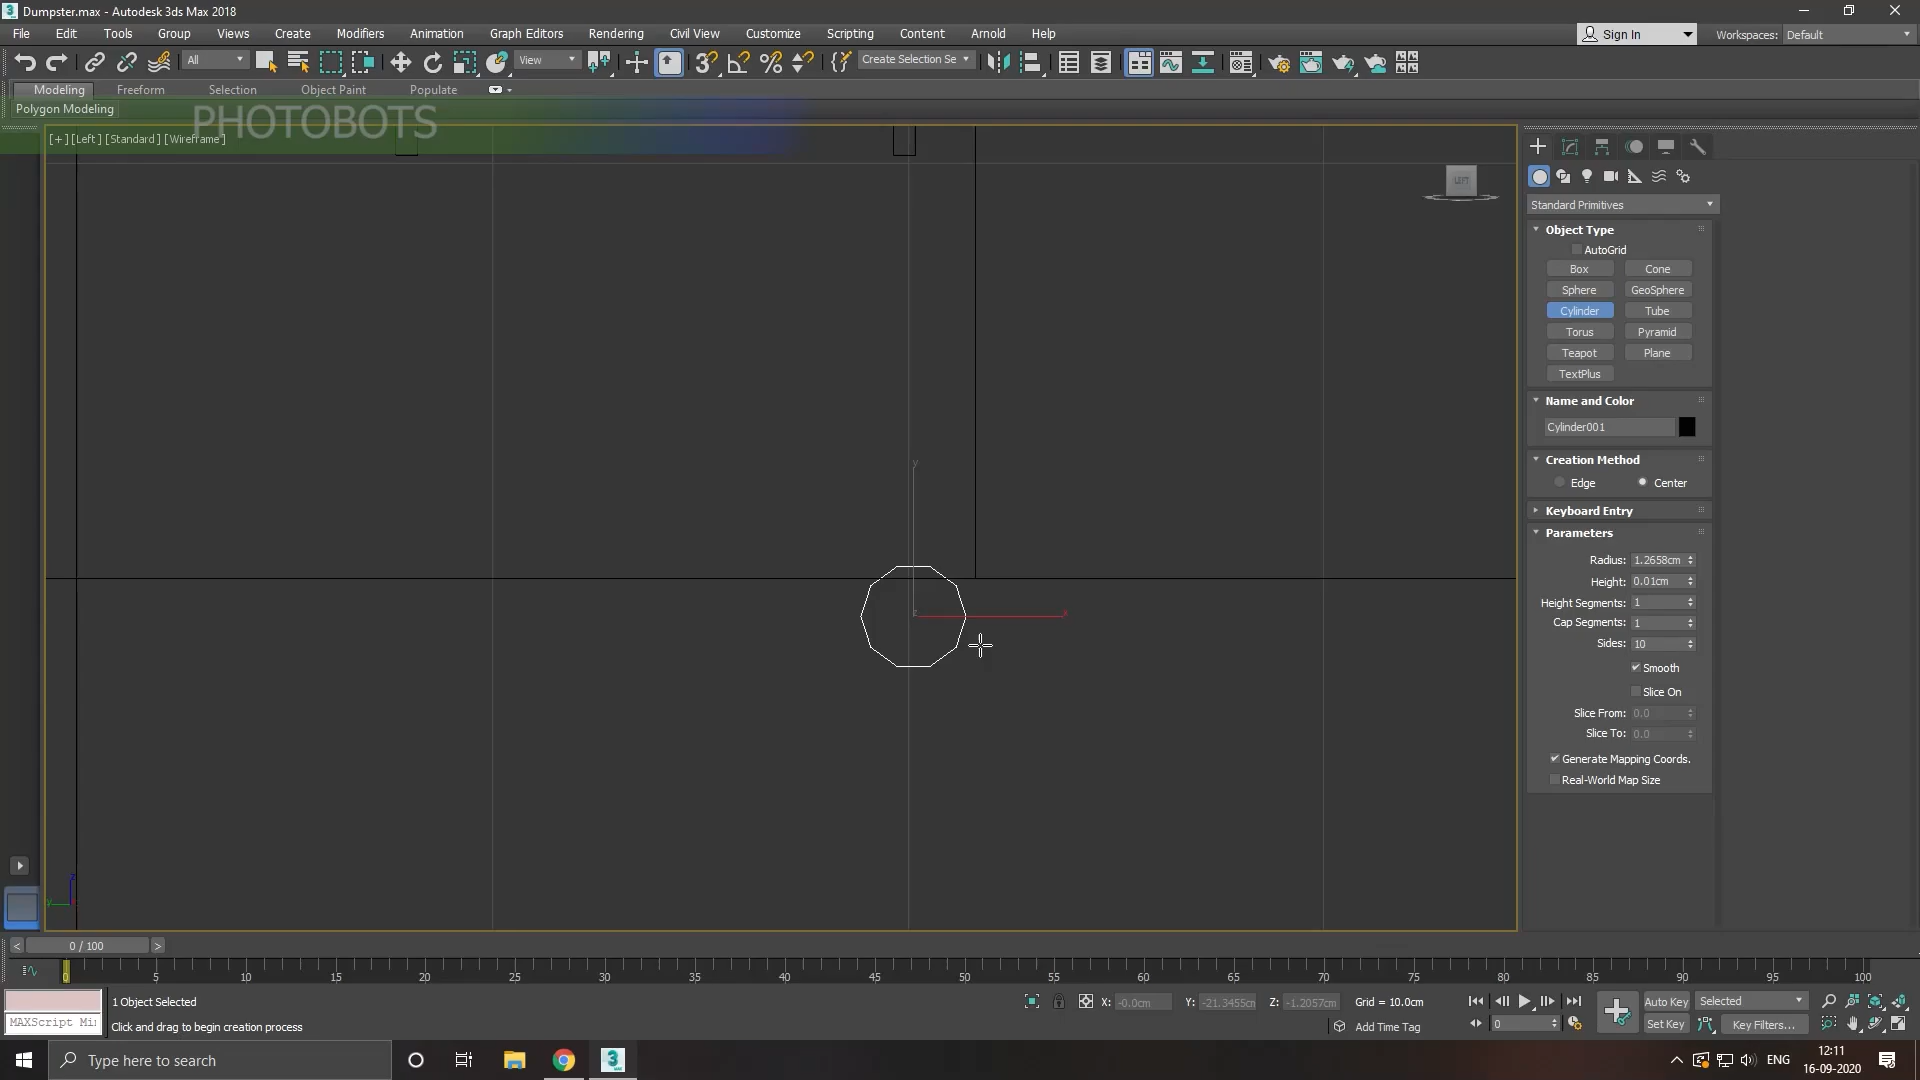 Dumpster.max - Autodesk 3ds Max 2018
File Edit Tools Group Views Create Modifiers Animation Graph Editors Rendering Civil View Customize Scripting Content Arnold Help
Sign In Workspaces: Default
All View Create Selection Se
Modeling Freeform Selection Object Paint Populate
Polygon Modeling
PHOTOBOTS
[+] [Left] [Standard] [Wireframe]
LEFT
Standard Primitives
Object Type
AutoGrid
Box Cone
Sphere GeoSphere
Cylinder Tube
Torus Pyramid
Teapot Plane
TextPlus
Name and Color
Cylinder001
Creation Method
Edge Center
Keyboard Entry
Parameters
Radius: 1.2658cm
Height: 0.01cm
Height Segments: 1
Cap Segments: 1
Sides: 10
Smooth
Slice On
Slice From: 0.0
Slice To: 0.0
Generate Mapping Coords.
Real-World Map Size
y
x
z
y
< 0 / 100 >
0 5 10 15 20 25 30 35 40 45 50 55 60 65 70 75 80 85 90 95 100
1 Object Selected
X: -0.0cm Y: -21.3455cm Z: -1.2057cm Grid = 10.0cm
Auto Key Selected
MAXScript Mi
Click and drag to begin creation process
Add Time Tag
0
Set Key Key Filters...
Type here to search
ENG
12:11
16-09-2020